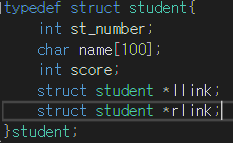 typedef struct student{
    int st_number;
    char name[100];
    int score;
    struct student *llink;
    struct student *rlink;
}student;